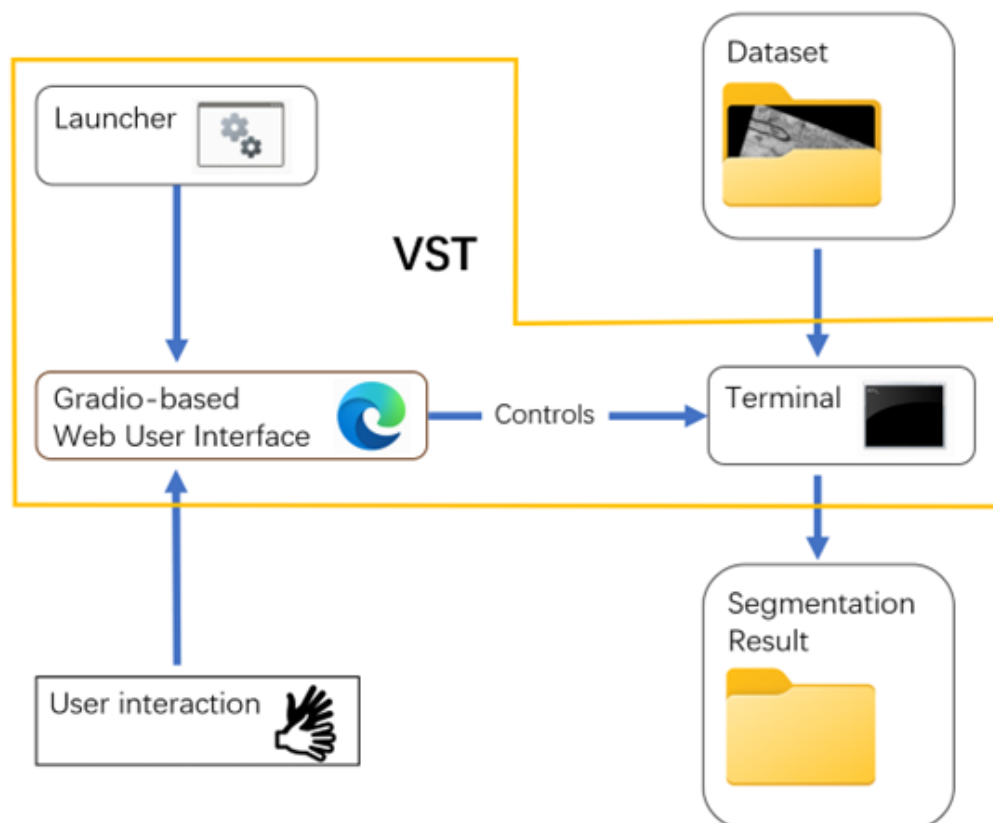 Dataset
Launcher
VST
Gradio-based
Web User Interface
Controls
Terminal
Segmentation
Result
User interaction